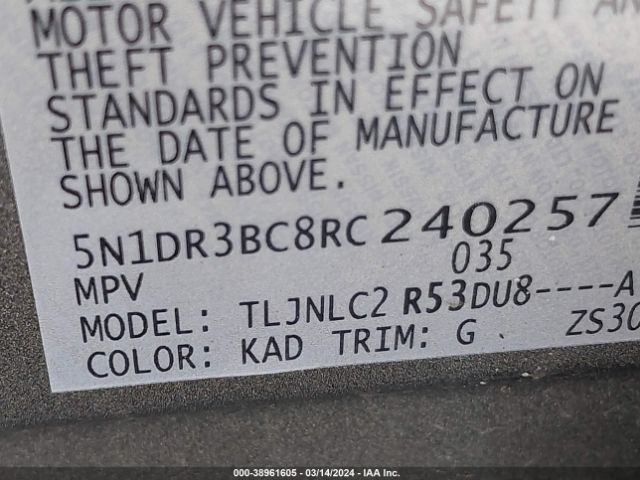 MOTOR VEHICLE SAFETY AN
THEFT PREVENTION
STANDARDS IN EFFECT ON
THE DATE OF MANUFACTURE
SHOWN ABOVE.
5N1DR3BC8RC240257
035
MPV
MODEL: TLJNLC2 R53DU8----A
COLOR: KAD TRIM: G ZS30
000-38961605 - 03/14/2024 - IAA Inc.